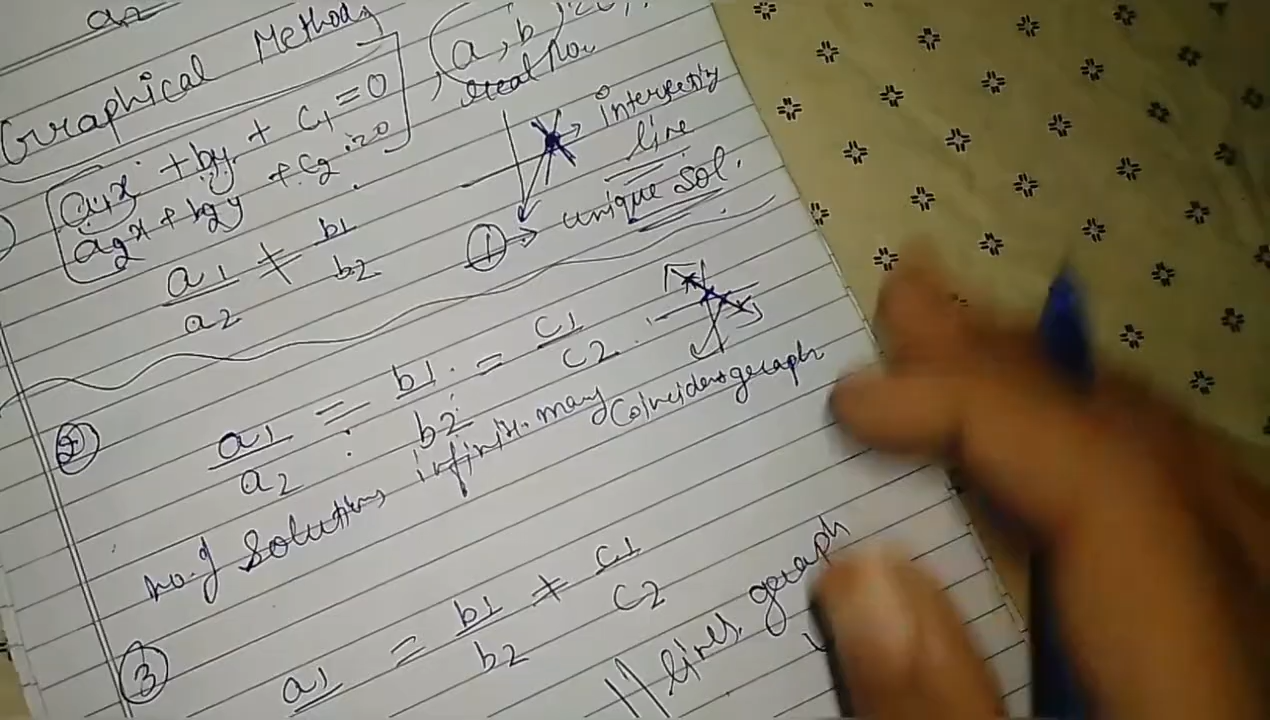 a2
Graphical Method
a1x + by + C1 = 0
a2x + b2y + C2 = 0
(a, b)
real no
a1/a2 ≠ b1/b2
→ intersecting
line
① → unique sol.
② a1/a2 = b1/b2 = C1/C2
no. of Solutions infinite. many
Coincident graph
③ a1 = b1/b2 ≠ C1/C2
|| lines. graph